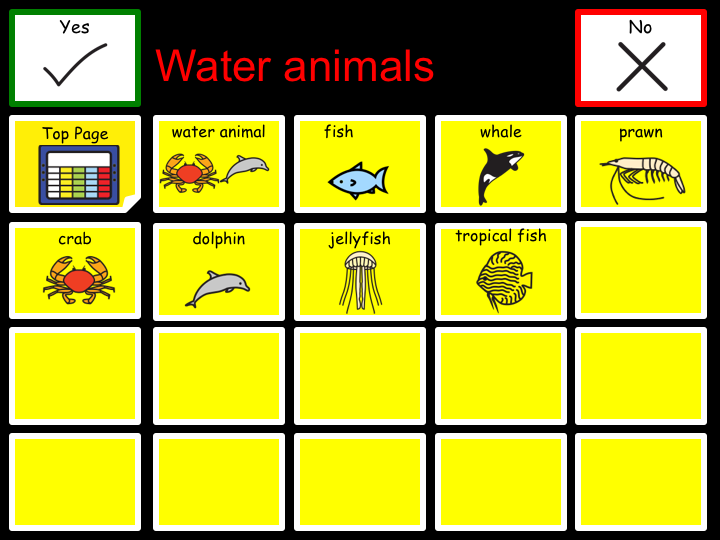 Yes
Water animals
No
Top Page
water animal
fish
whale
prawn
crab
dolphin
jellyfish
tropical fish